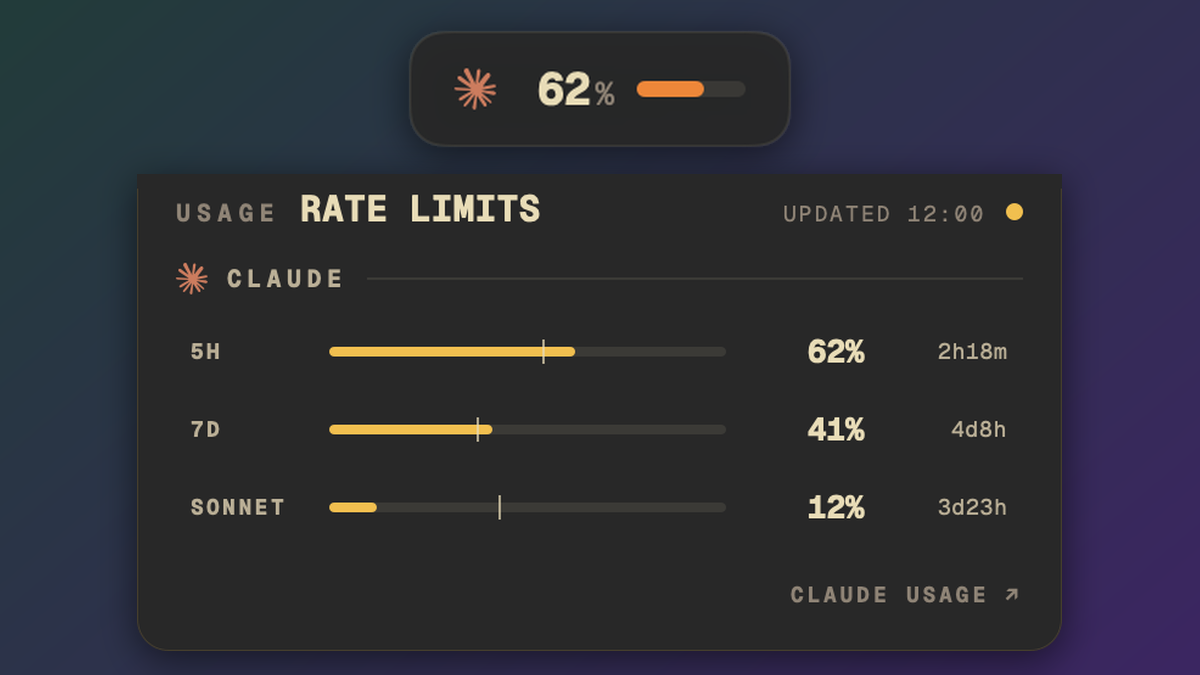 62%
USAGE RATE LIMITS UPDATED 12:00
CLAUDE
5H 62% 2h18m
7D 41% 4d8h
SONNET 12% 3d23h
CLAUDE USAGE ↗